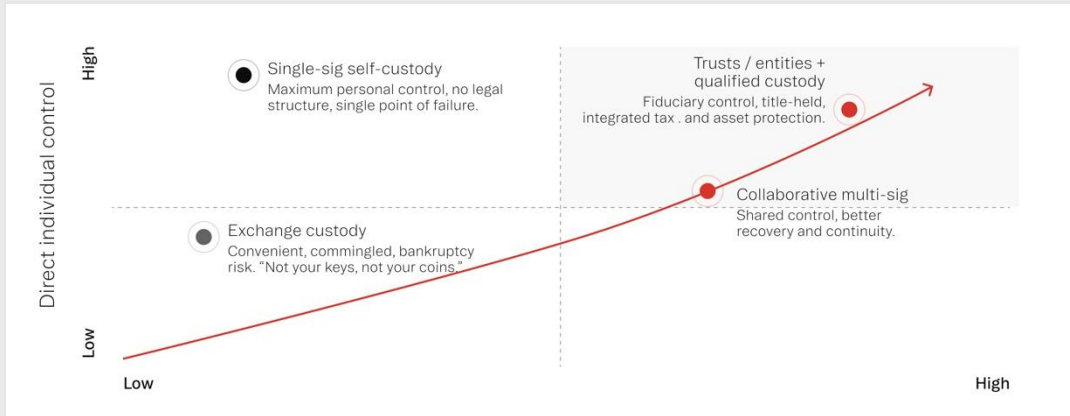 Direct individual control
High
Low
Single-sig self-custody
Maximum personal control, no legal
structure, single point of failure.
Trusts / entities +
qualified custody
Fiduciary control, title-held,
integrated tax . and asset protection.
Collaborative multi-sig
Shared control, better
recovery and continuity.
Exchange custody
Convenient, commingled, bankruptcy
risk. “Not your keys, not your coins.”
Low
High